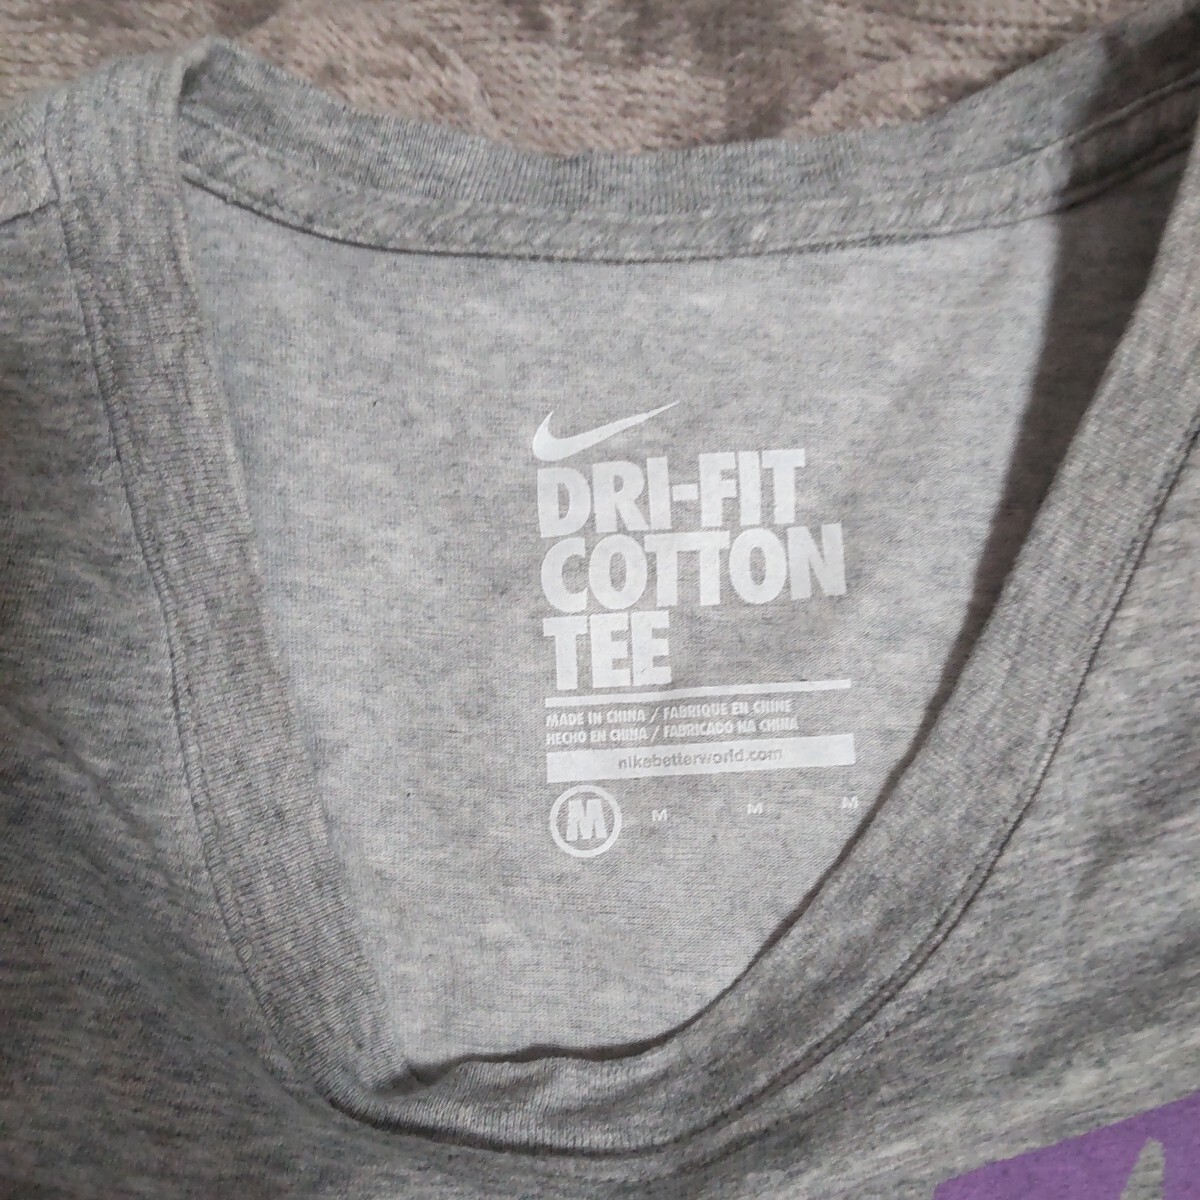 DRI-FIT
COTTON
TEE
MADE IN CHINA / FABRIQUE EN CHINE
HECHO EN CHINA / FABRICADO NA CHINA
nikebetterworld.com
M M M M